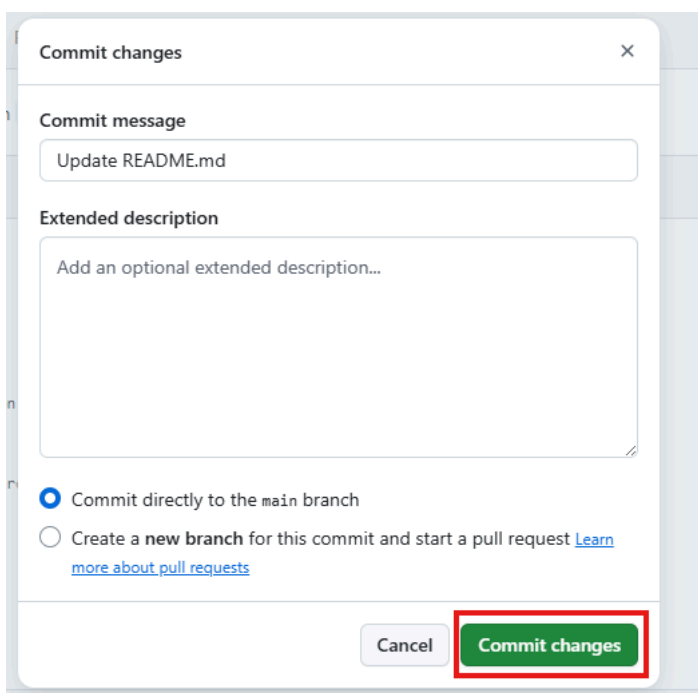 Commit changes
Commit message
Update README.md
Extended description
Add an optional extended description...
Commit directly to the main branch
Create a new branch for this commit and start a pull request Learn
more about pull requests
Cancel
Commit changes